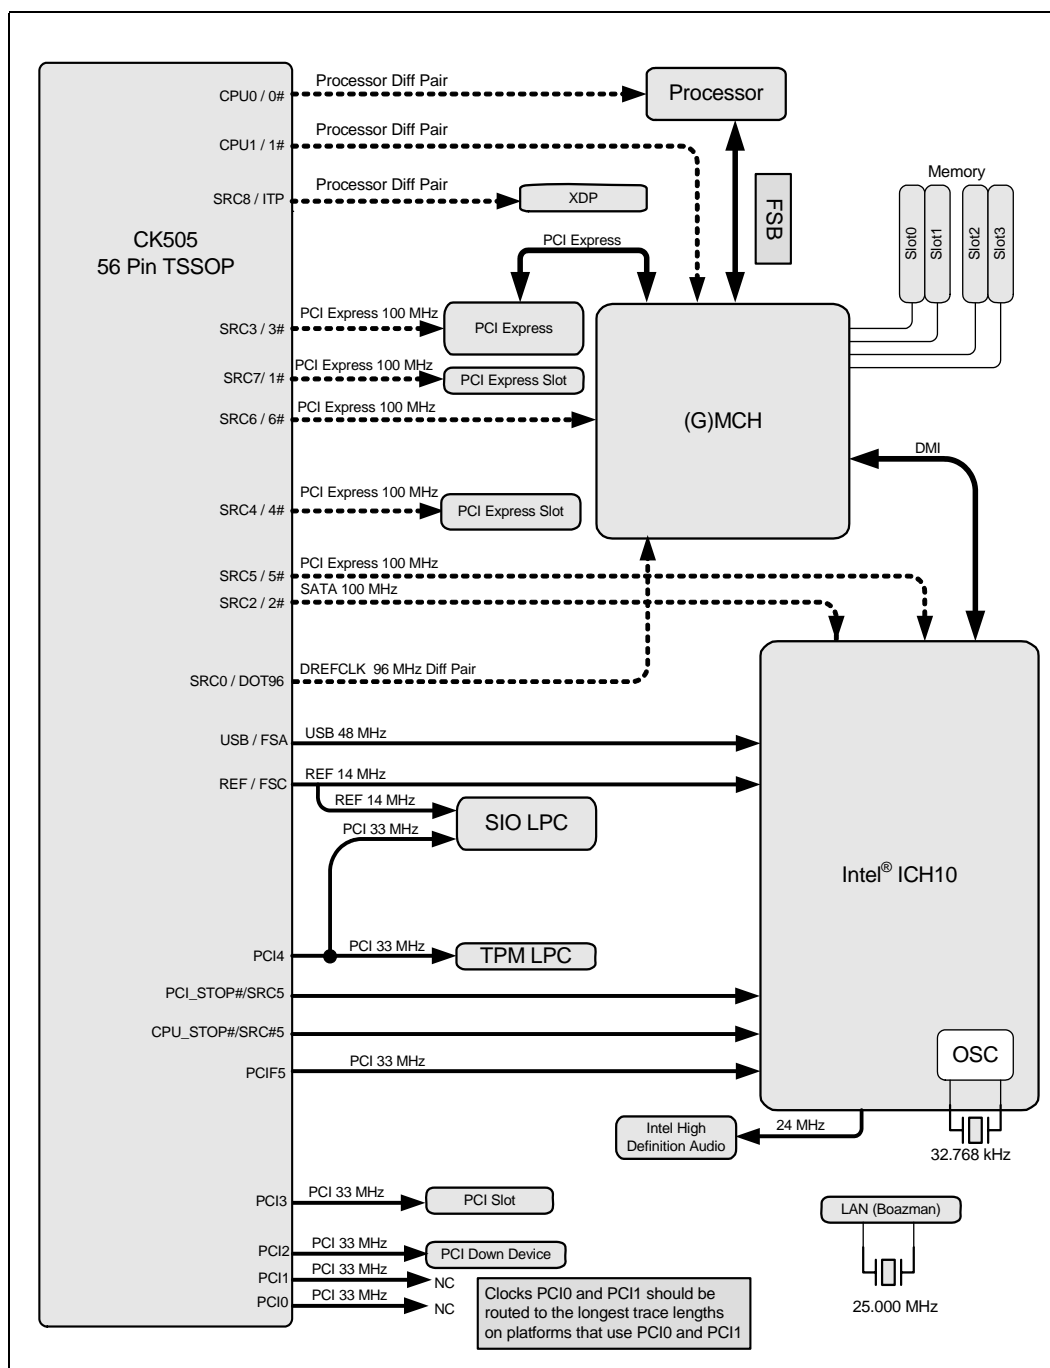 CPU0 / 0#
Processor Diff Pair
Processor
CPU1 / 1#
Processor Diff Pair
SRC8 / ITP
Processor Diff Pair
XDP
FSB
Memory
Slot0
Slot1
Slot2
Slot3
CK505
56 Pin TSSOP
PCI Express
SRC3 / 3#
PCI Express 100 MHz
PCI Express
SRC7/ 1#
PCI Express 100 MHz
PCI Express Slot
SRC6 / 6#
PCI Express 100 MHz
(G)MCH
DMI
SRC4 / 4#
PCI Express 100 MHz
PCI Express Slot
SRC5 / 5#
PCI Express 100 MHz
SRC2 / 2#
SATA 100 MHz
SRC0 / DOT96
DREFCLK 96 MHz Diff Pair
USB / FSA
USB 48 MHz
REF / FSC
REF 14 MHz
REF 14 MHz
SIO LPC
PCI 33 MHz
Intel® ICH10
PCI4
PCI 33 MHz
TPM LPC
PCI_STOP#/SRC5
CPU_STOP#/SRC#5
OSC
PCIF5
PCI 33 MHz
Intel High
Definition Audio
24 MHz
32.768 kHz
PCI3
PCI 33 MHz
PCI Slot
LAN (Boazman)
PCI2
PCI 33 MHz
PCI Down Device
PCI1
PCI 33 MHz
NC
PCI0
PCI 33 MHz
NC
Clocks PCI0 and PCI1 should be
routed to the longest trace lengths
on platforms that use PCI0 and PCI1
25.000 MHz